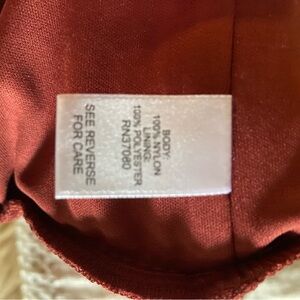 BODY:
100% NYLON
LINING:
100% POLYESTER
RN37080
SEE REVERSE
FOR CARE